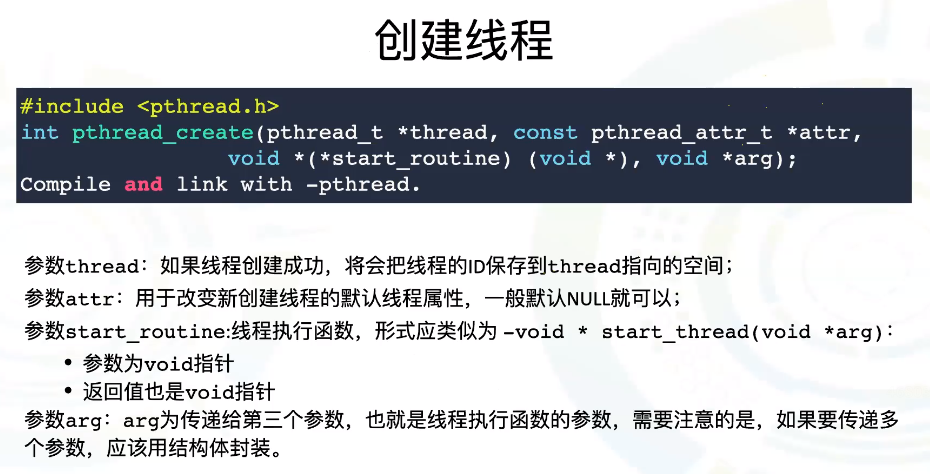 创建线程
#include <pthread.h>
int pthread_create(pthread_t *thread, const pthread_attr_t *attr,
void *(*start_routine) (void *), void *arg);
Compile and link with -pthread.
参数thread：如果线程创建成功，将会把线程的ID保存到thread指向的空间；
参数attr：用于改变新创建线程的默认线程属性，一般默认NULL就可以；
参数start_routine:线程执行函数，形式应类似为 -void * start_thread(void *arg)：
• 参数为void指针
• 返回值也是void指针
参数arg：arg为传递给第三个参数，也就是线程执行函数的参数，需要注意的是，如果要传递多
个参数，应该用结构体封装。